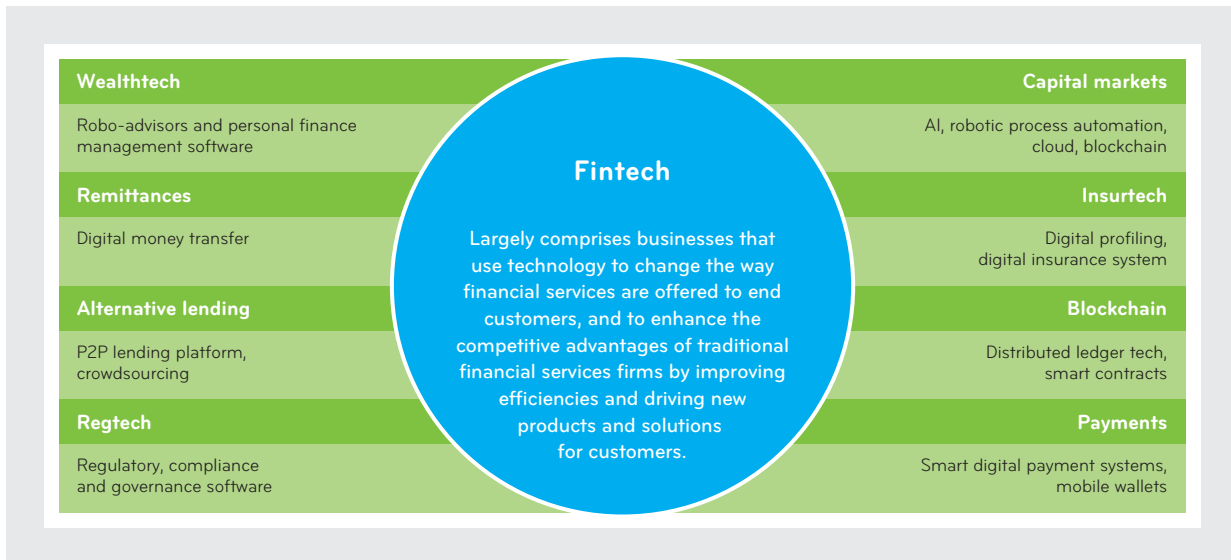 Wealthtech
Robo-advisors and personal finance
management software
Remittances
Digital money transfer
Alternative lending
P2P lending platform,
crowdsourcing
Regtech
Regulatory, compliance
and governance software
Fintech
Largely comprises businesses that
use technology to change the way
financial services are offered to end
customers, and to enhance the
competitive advantages of traditional
financial services firms by improving
efficiencies and driving new
products and solutions
for customers.
Capital markets
AI, robotic process automation,
cloud, blockchain
Insurtech
Digital profiling,
digital insurance system
Blockchain
Distributed ledger tech,
smart contracts
Payments
Smart digital payment systems,
mobile wallets